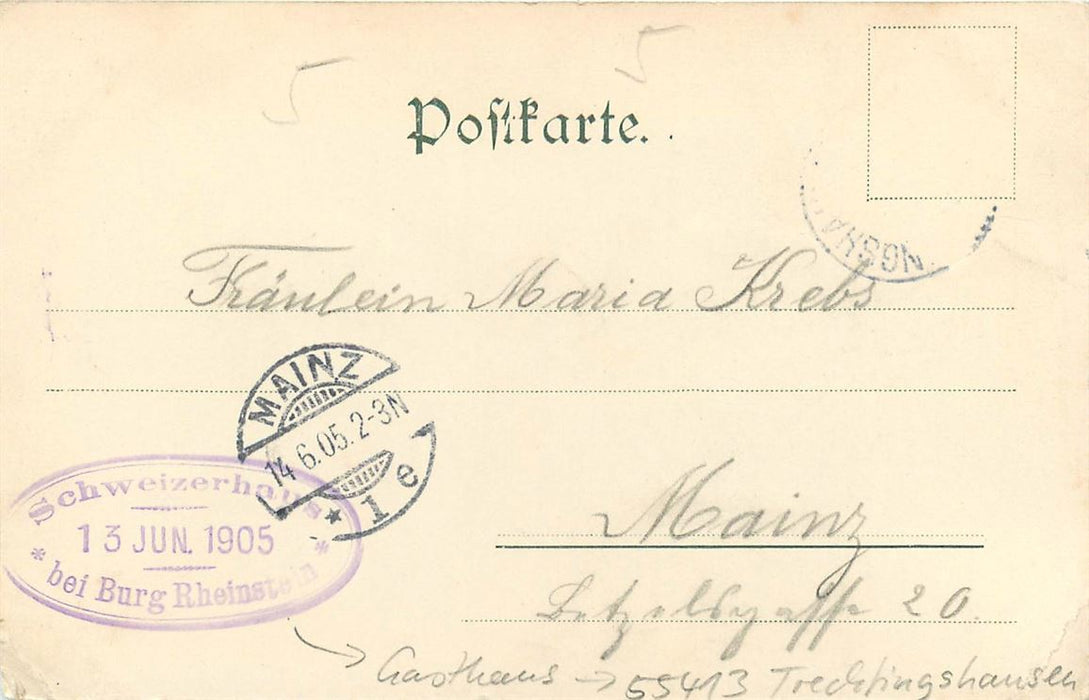 5 5
Postkarte.
NGSHA
Fräulein Maria Krebs
MAINZ
14.6.05.2-3N
* 1 e
Schweizerhaus
13 JUN. 1905
* bei Burg Rheinstein *
Mainz
20.
Gasthaus → 55413 Trechtingshausen